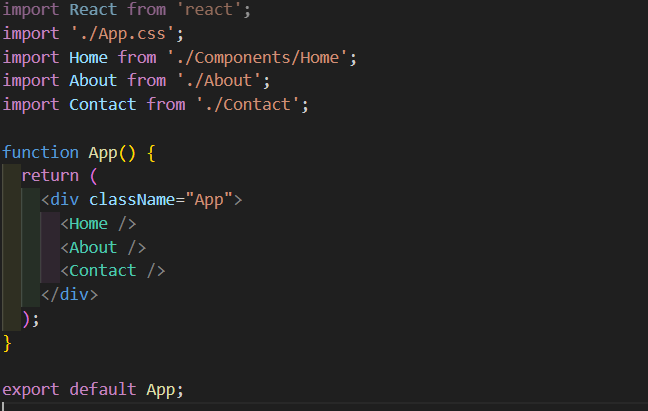 import React from 'react';
import './App.css';
import Home from './Components/Home';
import About from './About';
import Contact from './Contact';

function App() {
  return (
    <div className="App">
      <Home />
      <About />
      <Contact />
    </div>
  );
}

export default App;